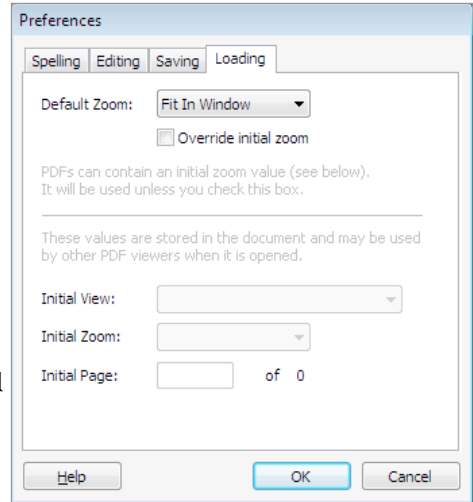 Preferences
Spelling Editing Saving Loading
Default Zoom: Fit In Window
Override initial zoom
PDFs can contain an initial zoom value (see below).
It will be used unless you check this box.
These values are stored in the document and may be used
by other PDF viewers when it is opened.
Initial View:
Initial Zoom:
Initial Page: of 0
Help OK Cancel